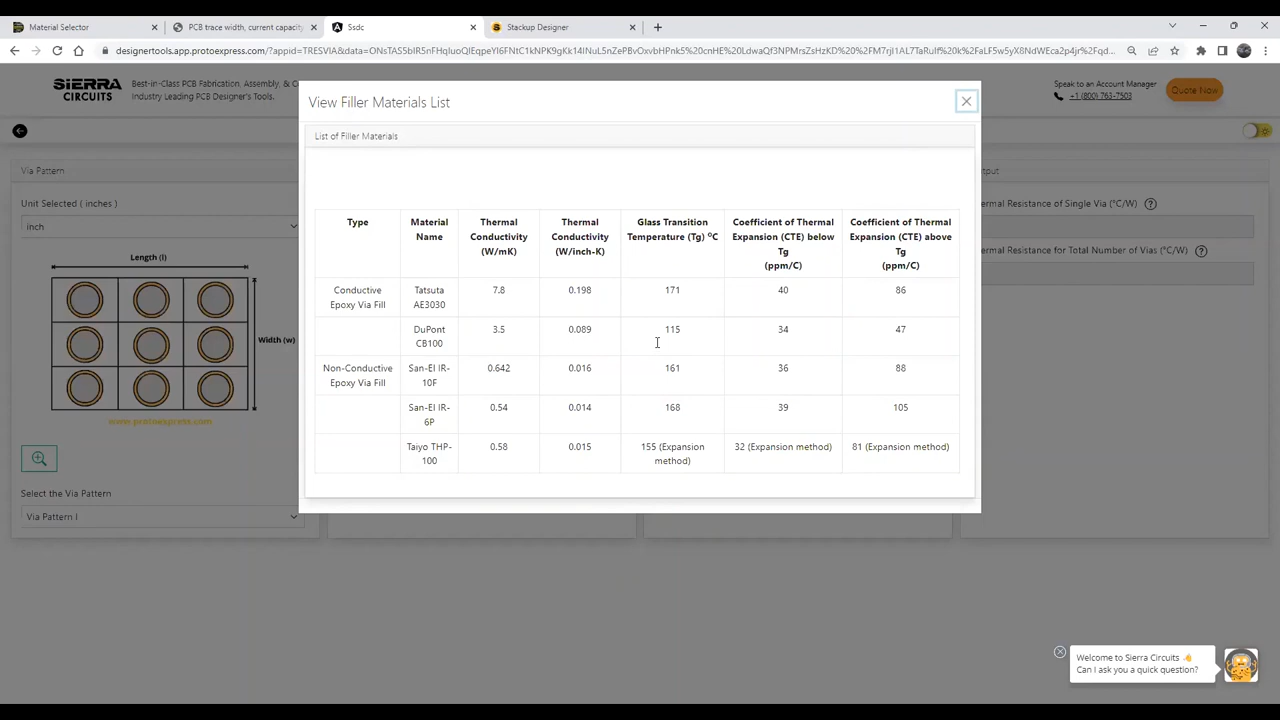 Material Selector
PCB trace width, current capacity
Ssdc
Stackup Designer
designertools.app.protoexpress.com/?appid=TRESVIA&data=
SIERRA CIRCUITS
Best-in-Class PCB Fabrication, Assembly, & C
Industry Leading PCB Designer's Tools.
Speak to an Account Manager
+1 (800) 763-7503
Quote Now
View Filler Materials List
List of Filler Materials
Via Pattern
Unit Selected ( inches )
inch
Length (l)
Width (w)
www.protoexpress.com
Select the Via Pattern
Via Pattern I
Type
Material Name
Thermal Conductivity (W/mK)
Thermal Conductivity (W/inch-K)
Glass Transition Temperature (Tg) °C
Coefficient of Thermal Expansion (CTE) below Tg (ppm/C)
Coefficient of Thermal Expansion (CTE) above Tg (ppm/C)
Conductive Epoxy Via Fill
Tatsuta AE3030
7.8
0.198
171
40
86
DuPont CB100
3.5
0.089
115
34
47
Non-Conductive Epoxy Via Fill
San-EI IR-10F
0.642
0.016
161
36
88
San-EI IR-6P
0.54
0.014
168
39
105
Taiyo THP-100
0.58
0.015
155 (Expansion method)
32 (Expansion method)
81 (Expansion method)
utput
ermal Resistance of Single Via (°C/W)
ermal Resistance for Total Number of Vias (°C/W)
Welcome to Sierra Circuits
Can I ask you a quick question?